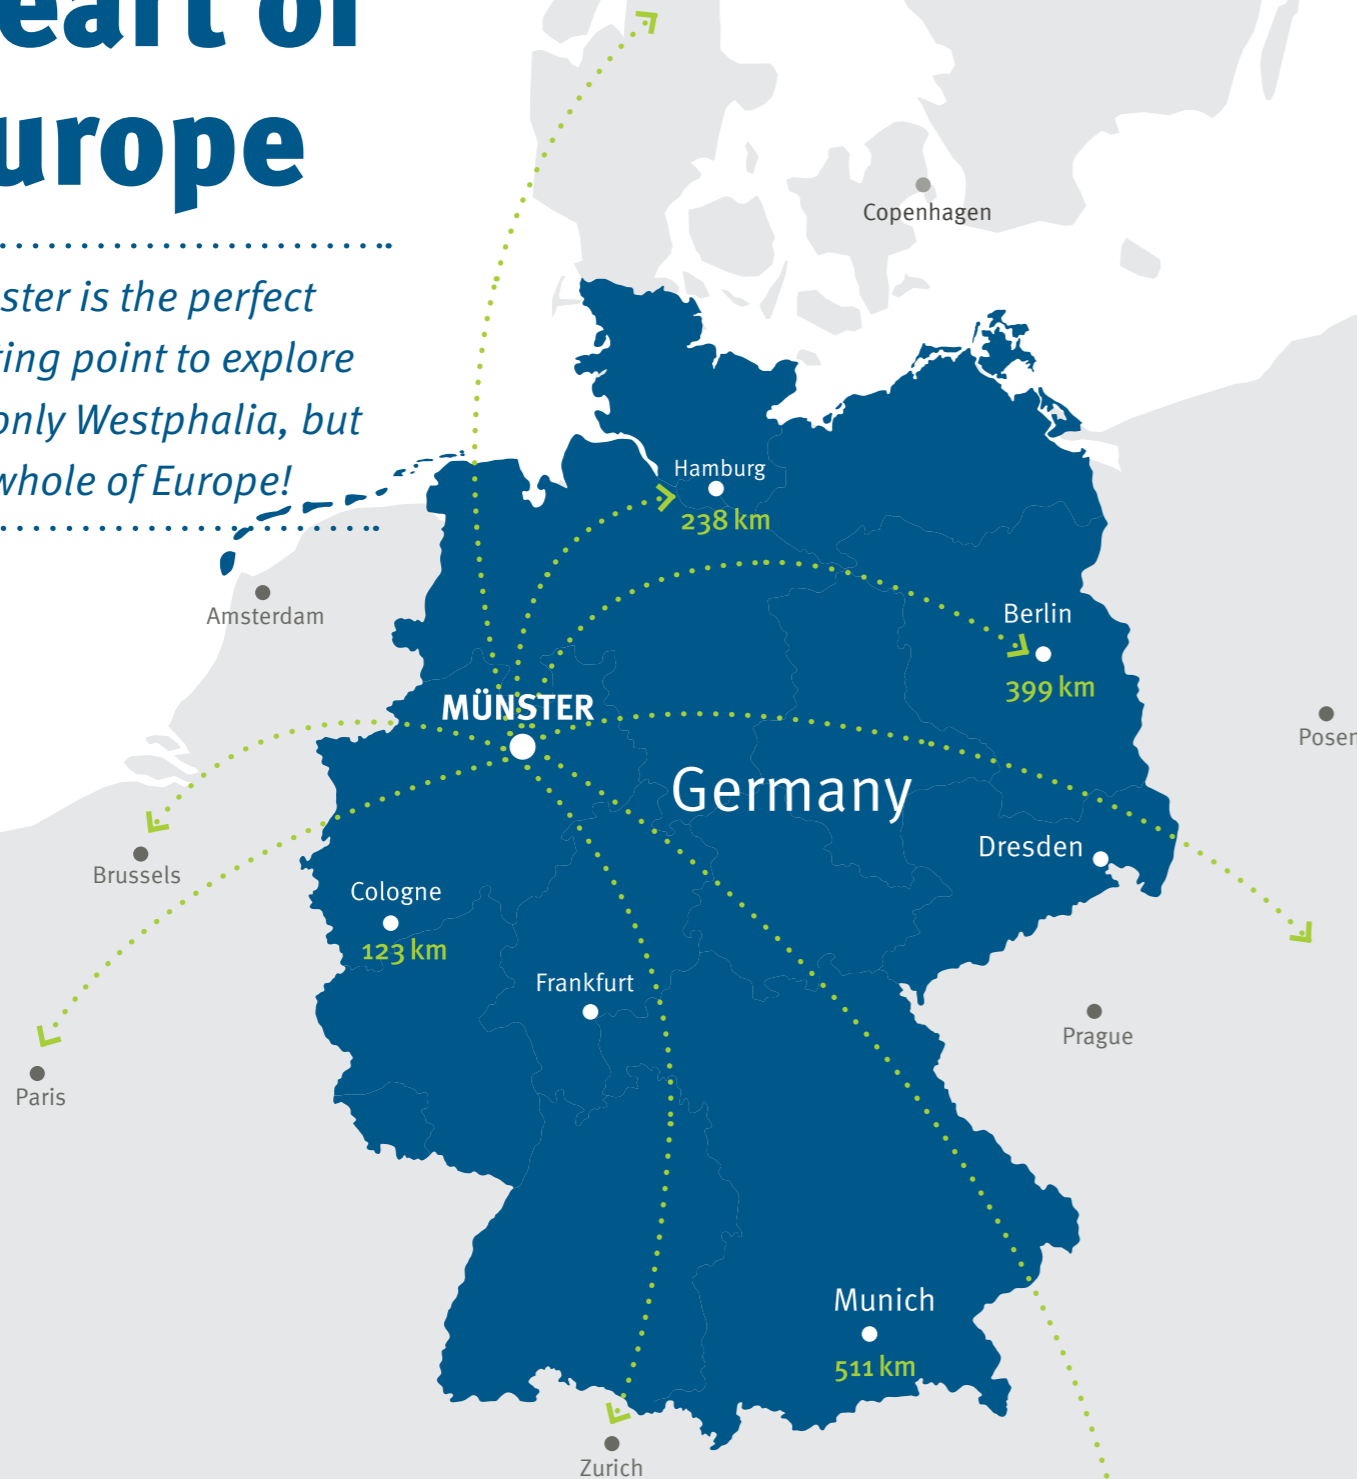 eart of
urope
ster is the perfect
ting point to explore
only Westphalia, but
whole of Europe!
Copenhagen
Hamburg
238 km
Amsterdam
Berlin
399 km
MÜNSTER
Posen
Germany
Dresden
Brussels
Cologne
123 km
Frankfurt
Prague
Paris
Munich
511 km
Zurich